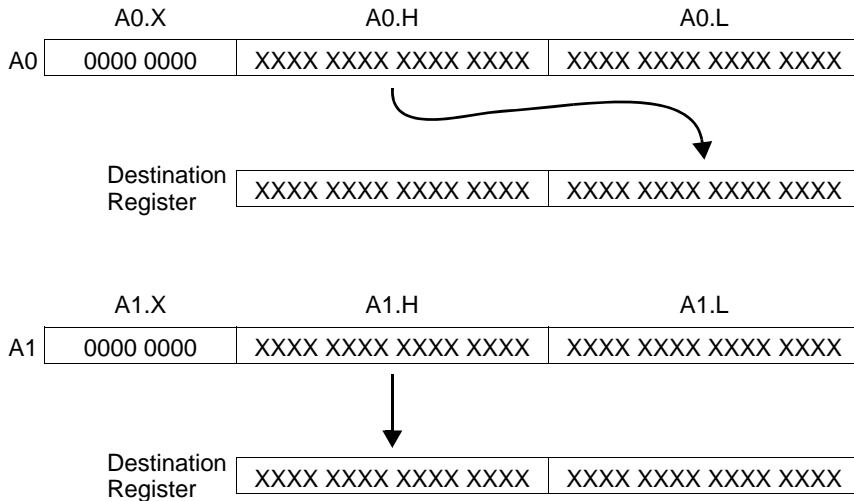 A0.X A0.H A0.L
A0 0000 0000 XXXX XXXX XXXX XXXX XXXX XXXX XXXX XXXX
Destination
Register XXXX XXXX XXXX XXXX XXXX XXXX XXXX XXXX
A1.X A1.H A1.L
A1 0000 0000 XXXX XXXX XXXX XXXX XXXX XXXX XXXX XXXX
Destination
Register XXXX XXXX XXXX XXXX XXXX XXXX XXXX XXXX